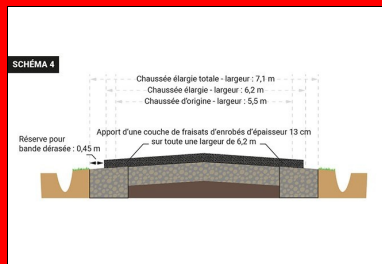 SCHÉMA 4
Chaussée élargie totale - largeur : 7,1 m
Chaussée élargie - largeur : 6,2 m
Chaussée d'origine - largeur : 5,5 m
Réserve pour
bande dérasée : 0,45 m
Apport d'une couche de fraisats d'enrobés d'épaisseur 13 cm
sur toute une largeur de 6,2 m